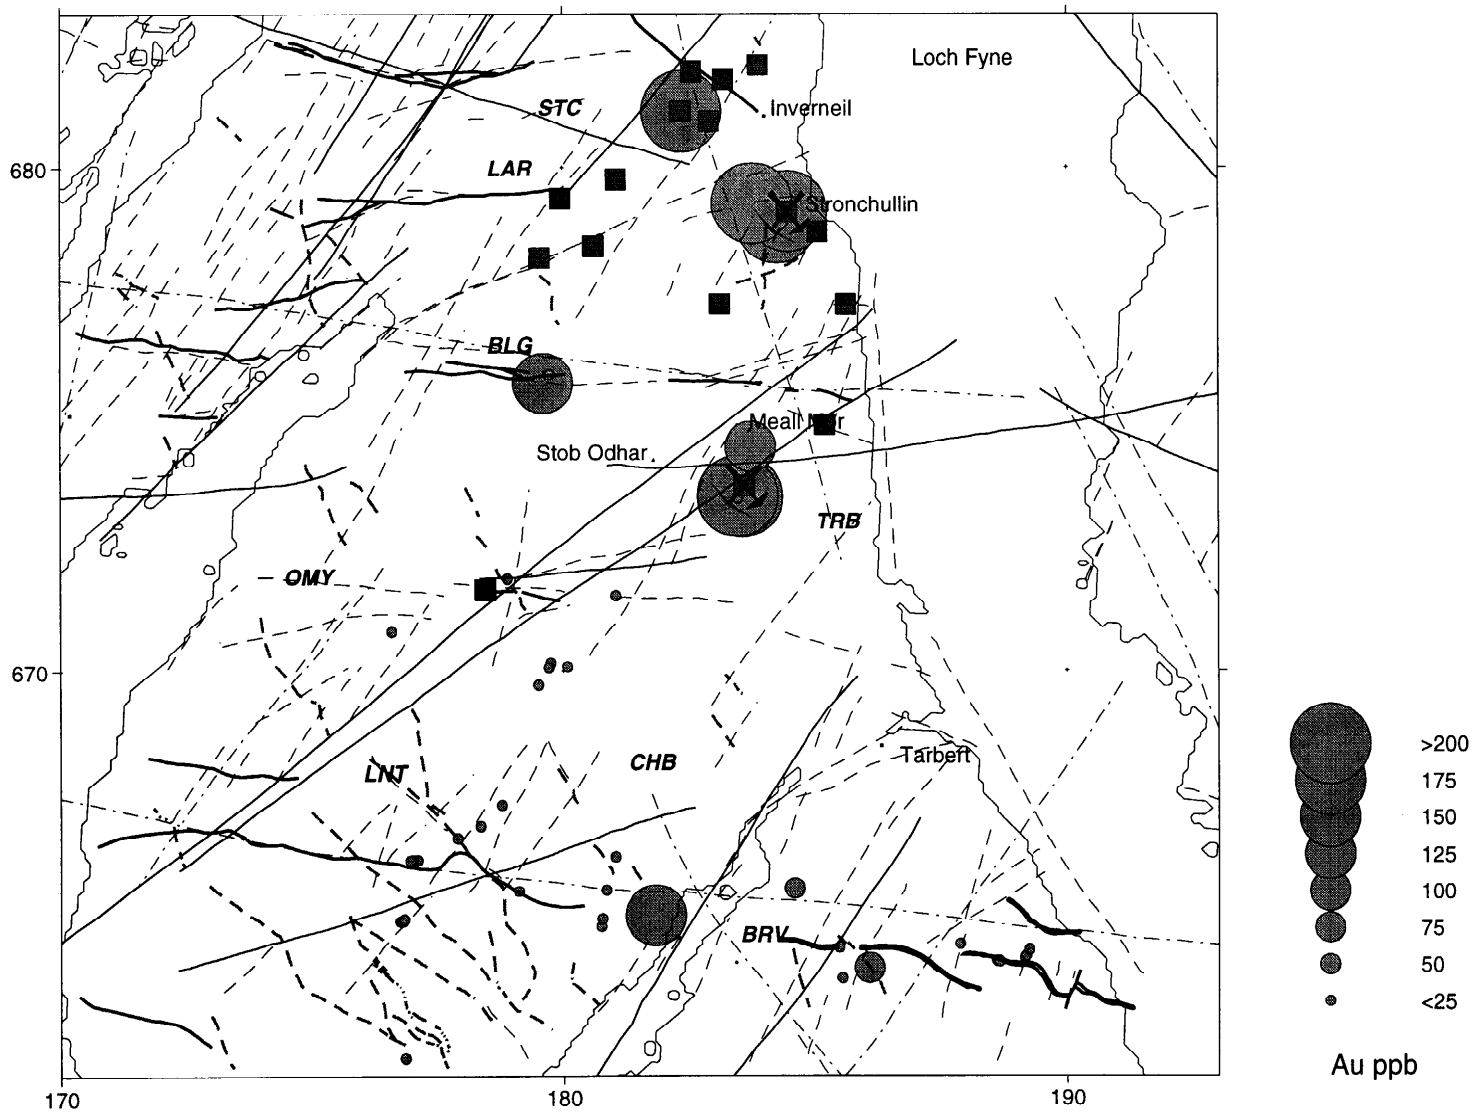 Loch Fyne
STC
Inverneil
680
LAR
Stronchullin
BLG
Meall Mor
Stob Odhar
TRB
OMY
670
Tarbert
CHB
LNT
BRV
>200
175
150
125
100
75
50
<25
Au ppb
170
180
190